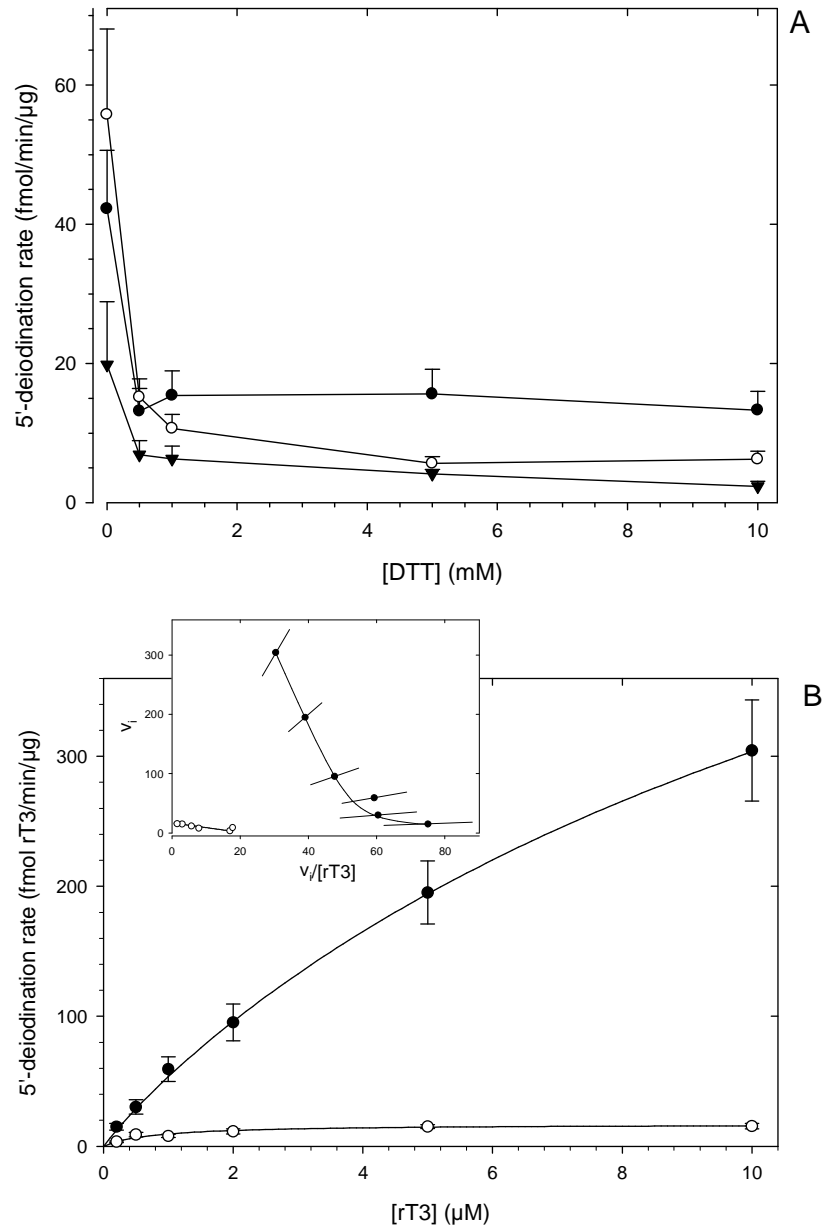 A
5'-deiodination rate (fmol/min/µg)
60
40
20
0
0 2 4 6 8 10
[DTT] (mM)
B
5'-deiodination rate (fmol rT3/min/µg)
300
200
100
0
0 2 4 6 8 10
[rT3] (µM)
v_i
300
200
100
0
0 20 40 60 80
v_i/[rT3]